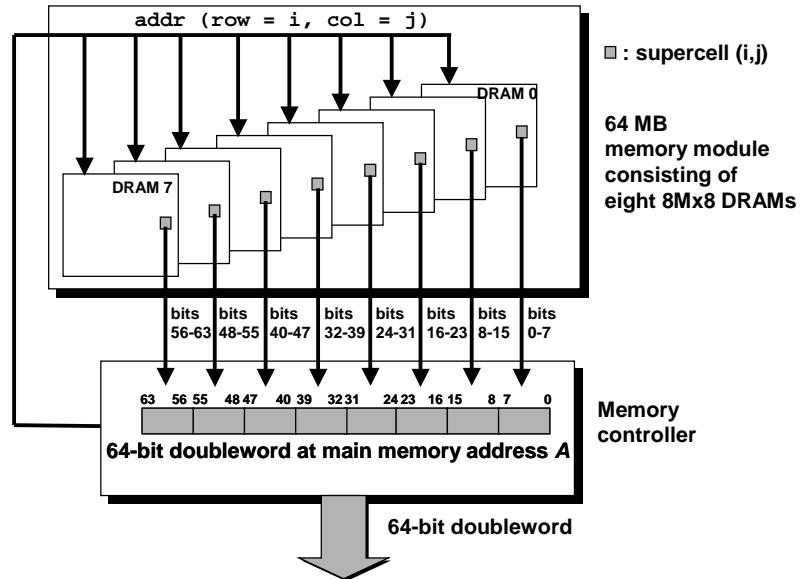 addr (row = i, col = j)
: supercell (i,j)
DRAM 0
64 MB
memory module
consisting of
eight 8Mx8 DRAMs
DRAM 7
bits
56-63
bits
48-55
bits
40-47
bits
32-39
bits
24-31
bits
16-23
bits
8-15
bits
0-7
63 56 55 48 47 40 39 32 31 24 23 16 15 8 7 0
64-bit doubleword at main memory address A
Memory
controller
64-bit doubleword